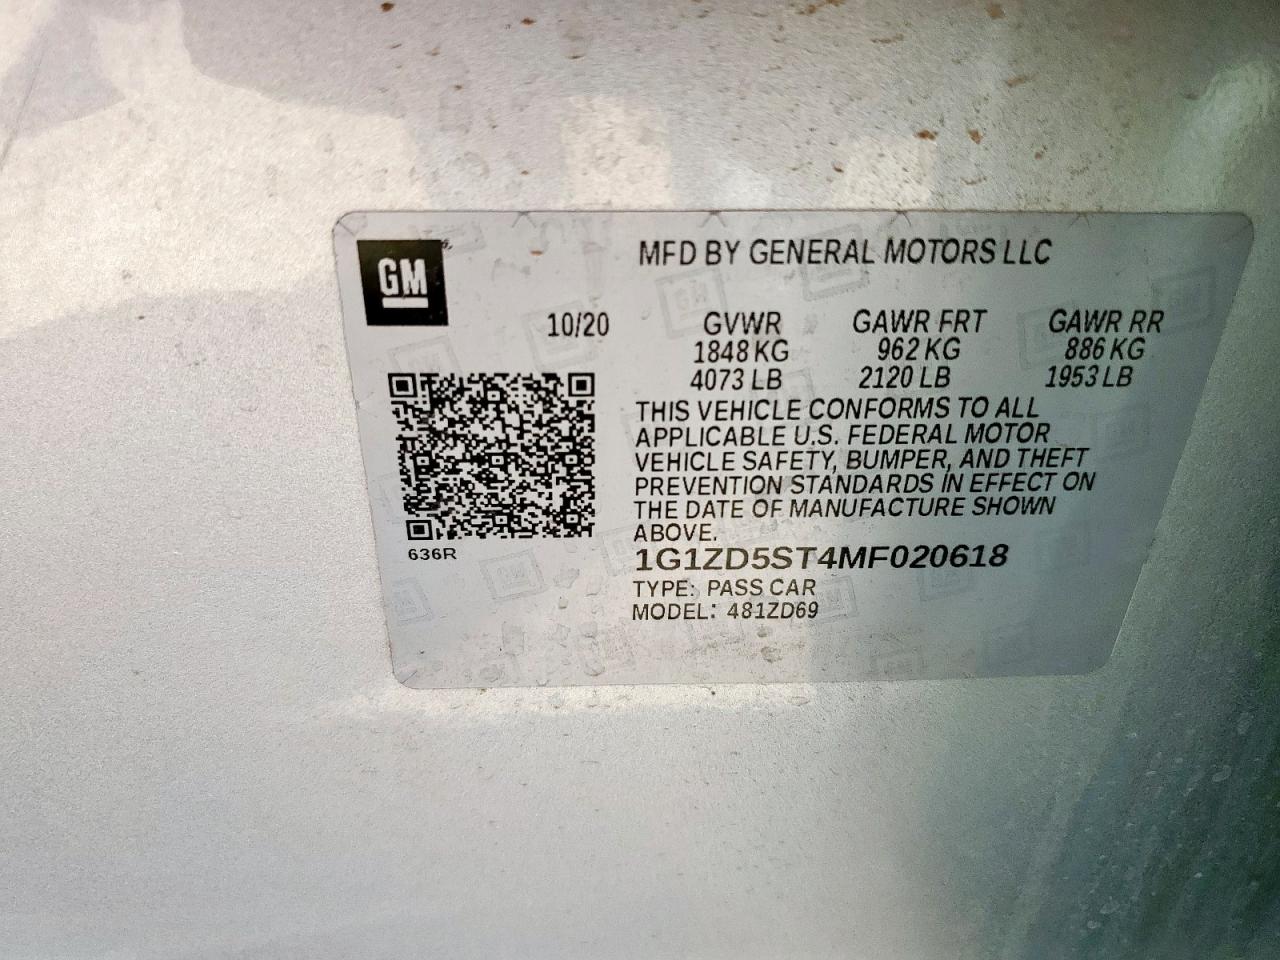 GM
MFD BY GENERAL MOTORS LLC
10/20 GVWR GAWR FRT GAWR RR
1848 KG 962 KG 886 KG
4073 LB 2120 LB 1953 LB
THIS VEHICLE CONFORMS TO ALL
APPLICABLE U.S. FEDERAL MOTOR
VEHICLE SAFETY, BUMPER, AND THEFT
PREVENTION STANDARDS IN EFFECT ON
THE DATE OF MANUFACTURE SHOWN
ABOVE.
636R
1G1ZD5ST4MF020618
TYPE: PASS CAR
MODEL: 481ZD69